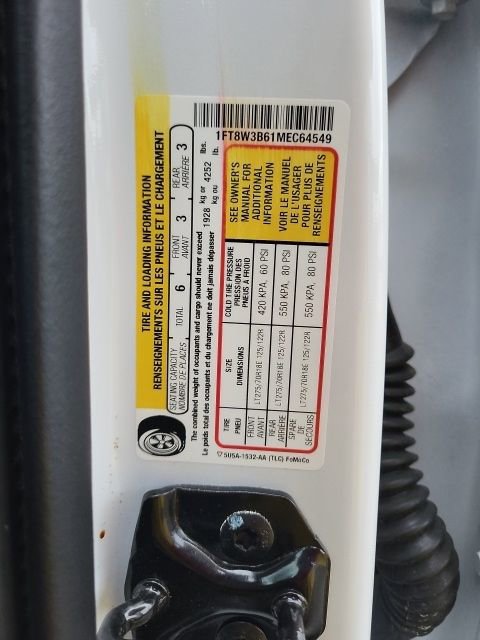 TIRE AND LOADING INFORMATION
RENSEIGNEMENTS SUR LES PNEUS ET LE CHARGEMENT
SEATING CAPACITY TOTAL 6 FRONT 3 REAR 3
NOMBRE DE PLACES AVANT ARRIÈRE
The combined weight of occupants and cargo should never exceed 1928 kg or 4252 lbs.
Le poids total des occupants et du chargement ne doit jamais dépasser kg ou lb.
1FT8W3B61MEC64549
TIRE SIZE COLD TIRE PRESSURE
PNEU DIMENSIONS PRESSION DES
PNEUS A FROID
FRONT LT275/70R18E 125/122R 420 KPA, 60 PSI
AVANT
REAR LT275/70R18E 125/122R 550 KPA, 80 PSI
ARRIÈRE
SPARE LT275/70R18E 125/122R 550 KPA, 80 PSI
DE
SECOURS
SEE OWNER'S
MANUAL FOR
ADDITIONAL
INFORMATION
VOIR LE MANUEL
DE L'USAGER
POUR PLUS DE
RENSEIGNEMENTS
5U5A-1532-AA (TLC) FoMoCo